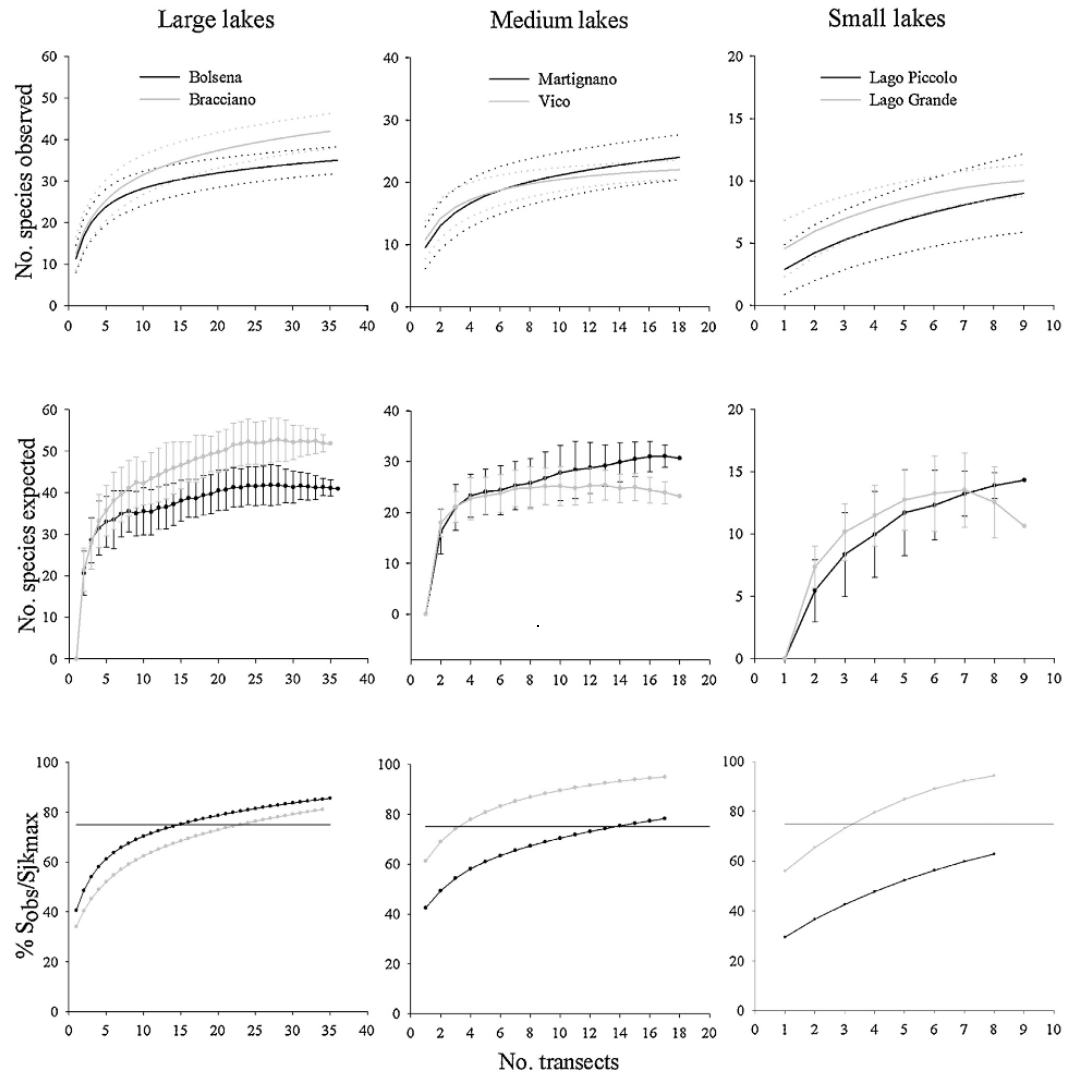 Large lakes
Medium lakes
Small lakes
No. species observed
60
50
40
30
20
10
0
Bolsena
Bracciano
0 5 10 15 20 25 30 35 40
40
30
20
10
0
Martignano
Vico
0 2 4 6 8 10 12 14 16 18 20
20
15
10
5
0
Lago Piccolo
Lago Grande
0 1 2 3 4 5 6 7 8 9 10
No. species expected
60
50
40
30
20
10
0
0 5 10 15 20 25 30 35 40
40
30
20
10
0
0 2 4 6 8 10 12 14 16 18 20
20
15
10
5
0
0 1 2 3 4 5 6 7 8 9 10
% Sobs/Sjkmax
100
80
60
40
20
0
0 5 10 15 20 25 30 35 40
100
80
60
40
20
0
0 2 4 6 8 10 12 14 16 18 20
100
80
60
40
20
0
0 1 2 3 4 5 6 7 8 9 10
No. transects